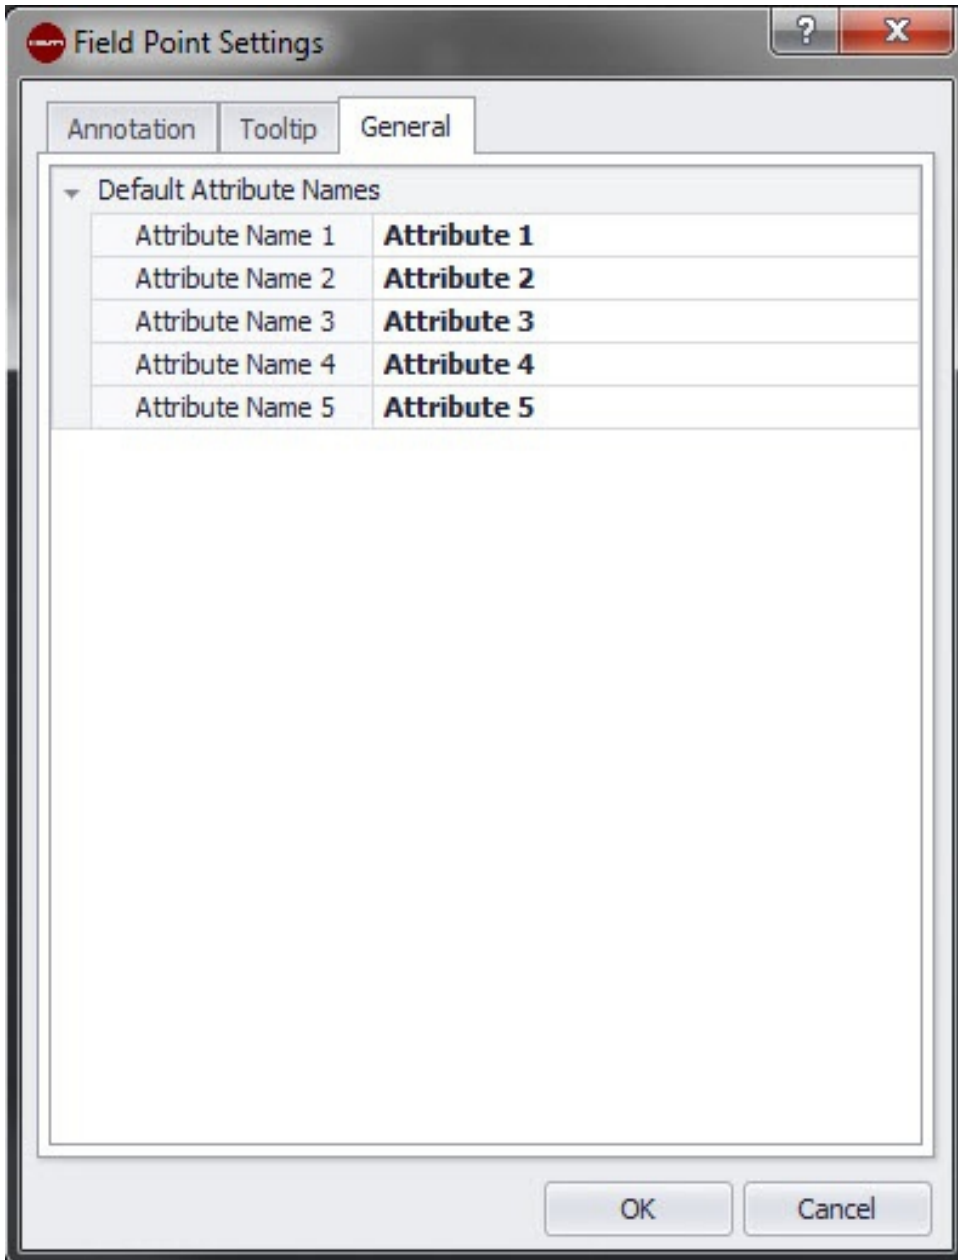 Field Point Settings
? X
Annotation Tooltip General
Default Attribute Names
Attribute Name 1 Attribute 1
Attribute Name 2 Attribute 2
Attribute Name 3 Attribute 3
Attribute Name 4 Attribute 4
Attribute Name 5 Attribute 5
OK Cancel